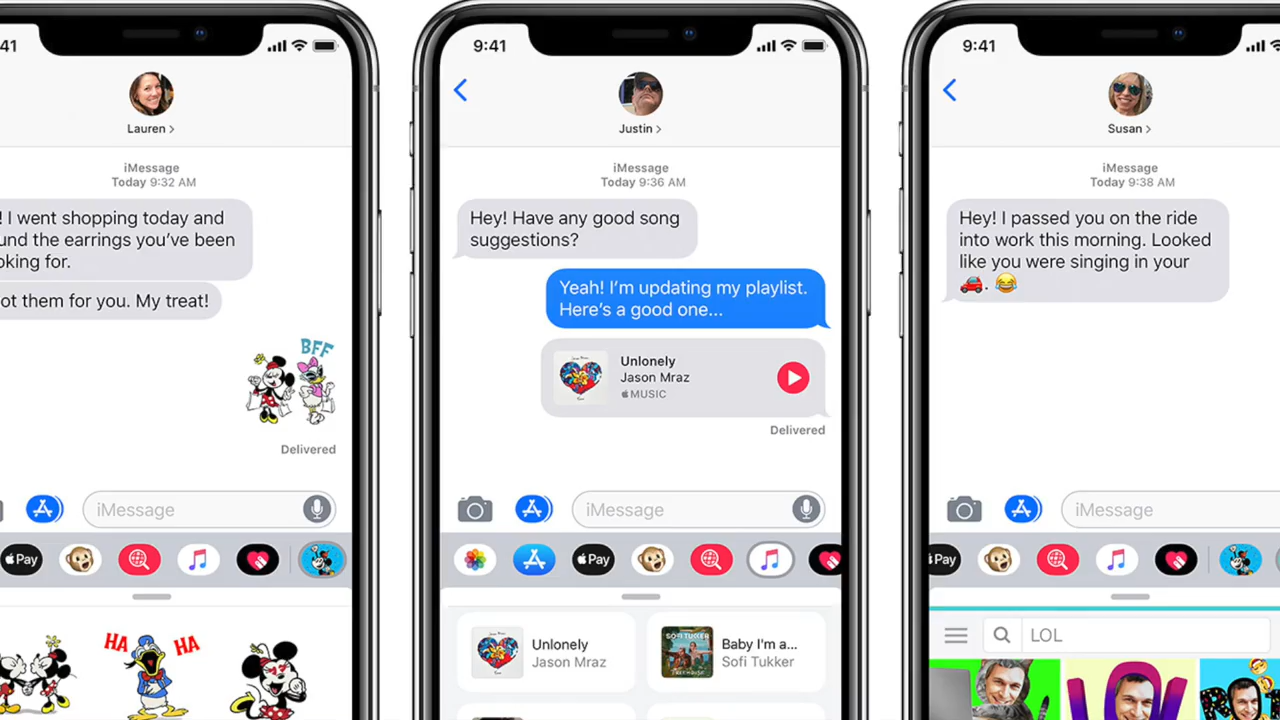 41
Lauren >
iMessage
Today 9:32 AM
! I went shopping today and
und the earrings you've been
oking for.
ot them for you. My treat!
BFF
Delivered
iMessage
Pay
HA HA
9:41
Justin >
iMessage
Today 9:36 AM
Hey! Have any good song
suggestions?
Yeah! I'm updating my playlist.
Here's a good one...
Unlonely
Jason Mraz
MUSIC
Delivered
iMessage
Pay
Unlonely
Jason Mraz
SOFI TUKKER
TREEHOUSE
Baby I'm a...
Sofi Tukker
9:41
Susan >
iMessage
Today 9:38 AM
Hey! I passed you on the ride
into work this morning. Looked
like you were singing in your
🚗. 😂
iMessage
Pay
LOL